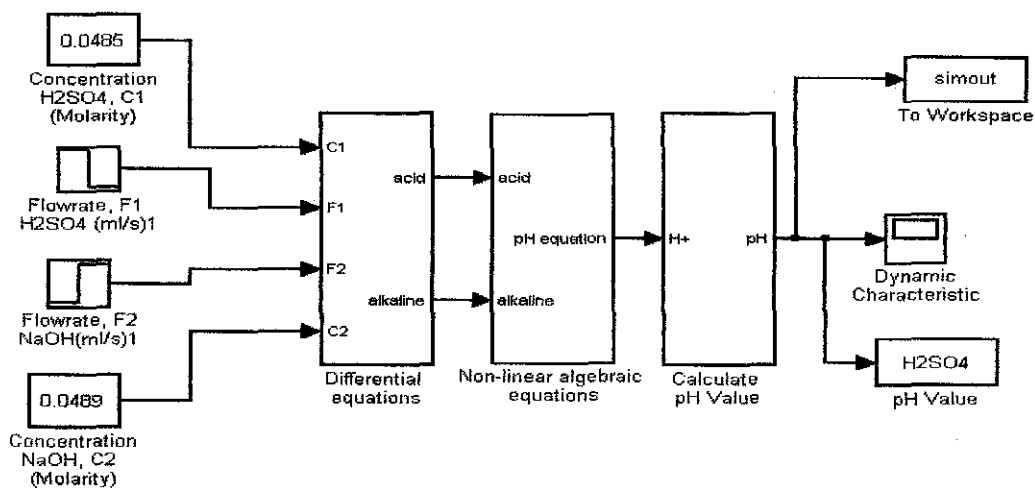 0.0485
Concentration
H2SO4, C1
(Molarity)
Flowrate, F1
H2SO4 (ml/s)1
Flowrate, F2
NaOH(ml/s)1
0.0489
Concentration
NaOH, C2
(Molarity)
C1
F1
F2
C2
acid
alkaline
Differential
equations
acid
alkaline
pH equation
Non-linear algebraic
equations
H+
pH
Calculate
pH Value
simout
To Workspace
Dynamic
Characteristic
H2SO4
pH Value